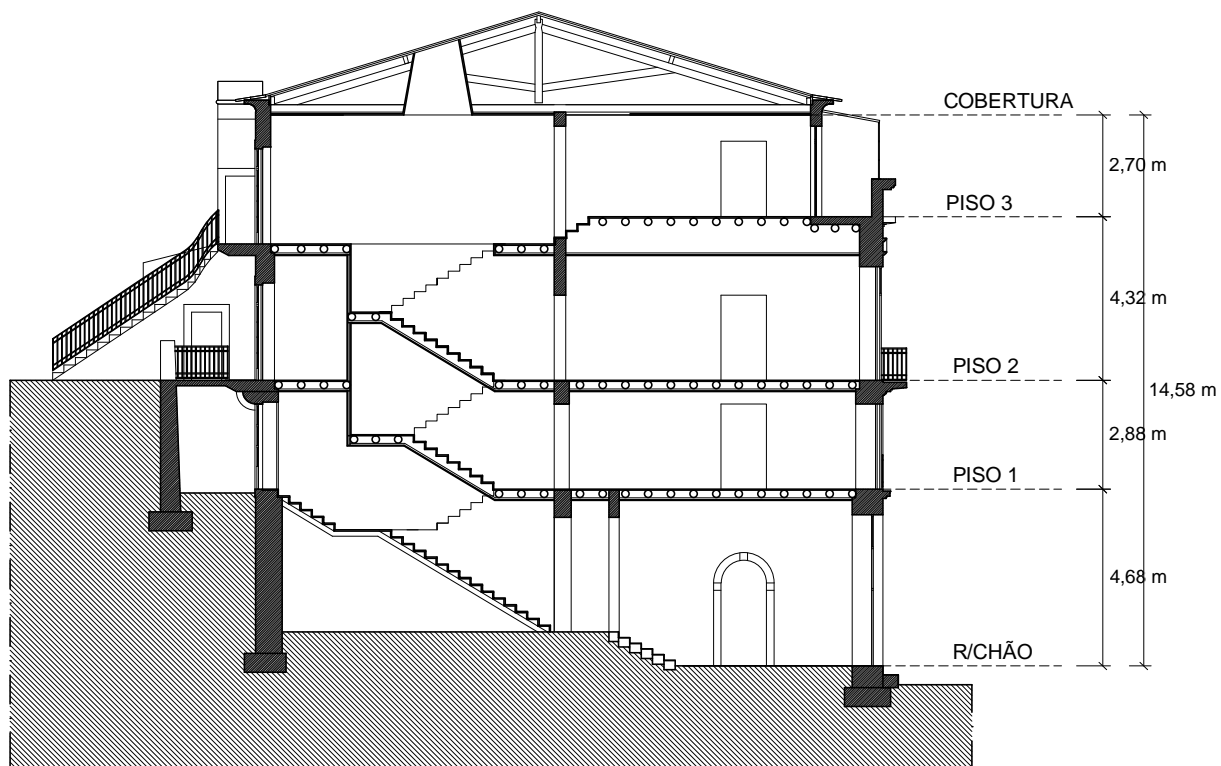 COBERTURA
2,70 m
PISO 3
4,32 m
PISO 2
14,58 m
2,88 m
PISO 1
4,68 m
R/CHÃO